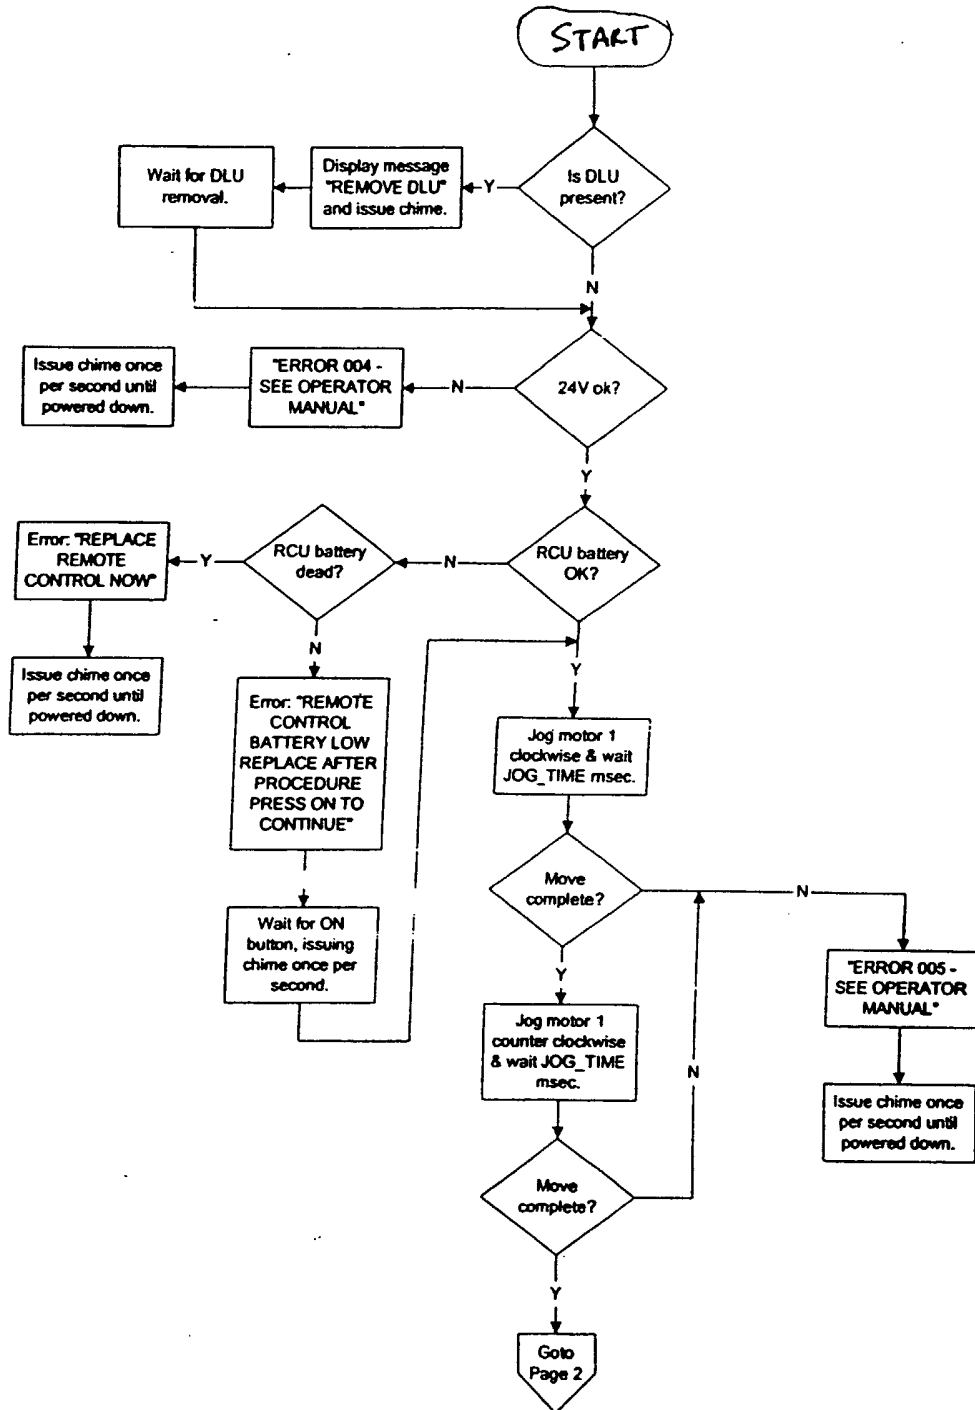 START
Is DLU
present?
Y
Display message
"REMOVE DLU"
and issue chime.
Wait for DLU
removal.
N
24V ok?
N
"ERROR 004 -
SEE OPERATOR
MANUAL"
Issue chime once
per second until
powered down.
Y
RCU battery
OK?
N
RCU battery
dead?
Y
Error: "REPLACE
REMOTE
CONTROL NOW"
Issue chime once
per second until
powered down.
N
Error: "REMOTE
CONTROL
BATTERY LOW
REPLACE AFTER
PROCEDURE
PRESS ON TO
CONTINUE"
Wait for ON
button, issuing
chime once per
second.
Y
Jog motor 1
clockwise & wait
JOG_TIME msec.
Move
complete?
N
"ERROR 005 -
SEE OPERATOR
MANUAL"
Issue chime once
per second until
powered down.
Y
Jog motor 1
counter clockwise
& wait JOG_TIME
msec.
N
Move
complete?
Y
Goto
Page 2